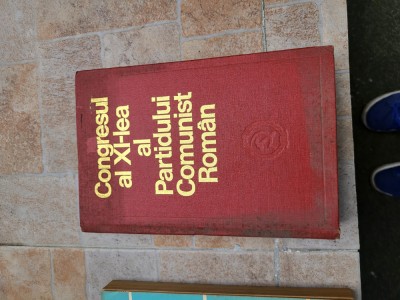 Congresul
al XI-lea
al
Partidului
Comunist
Român